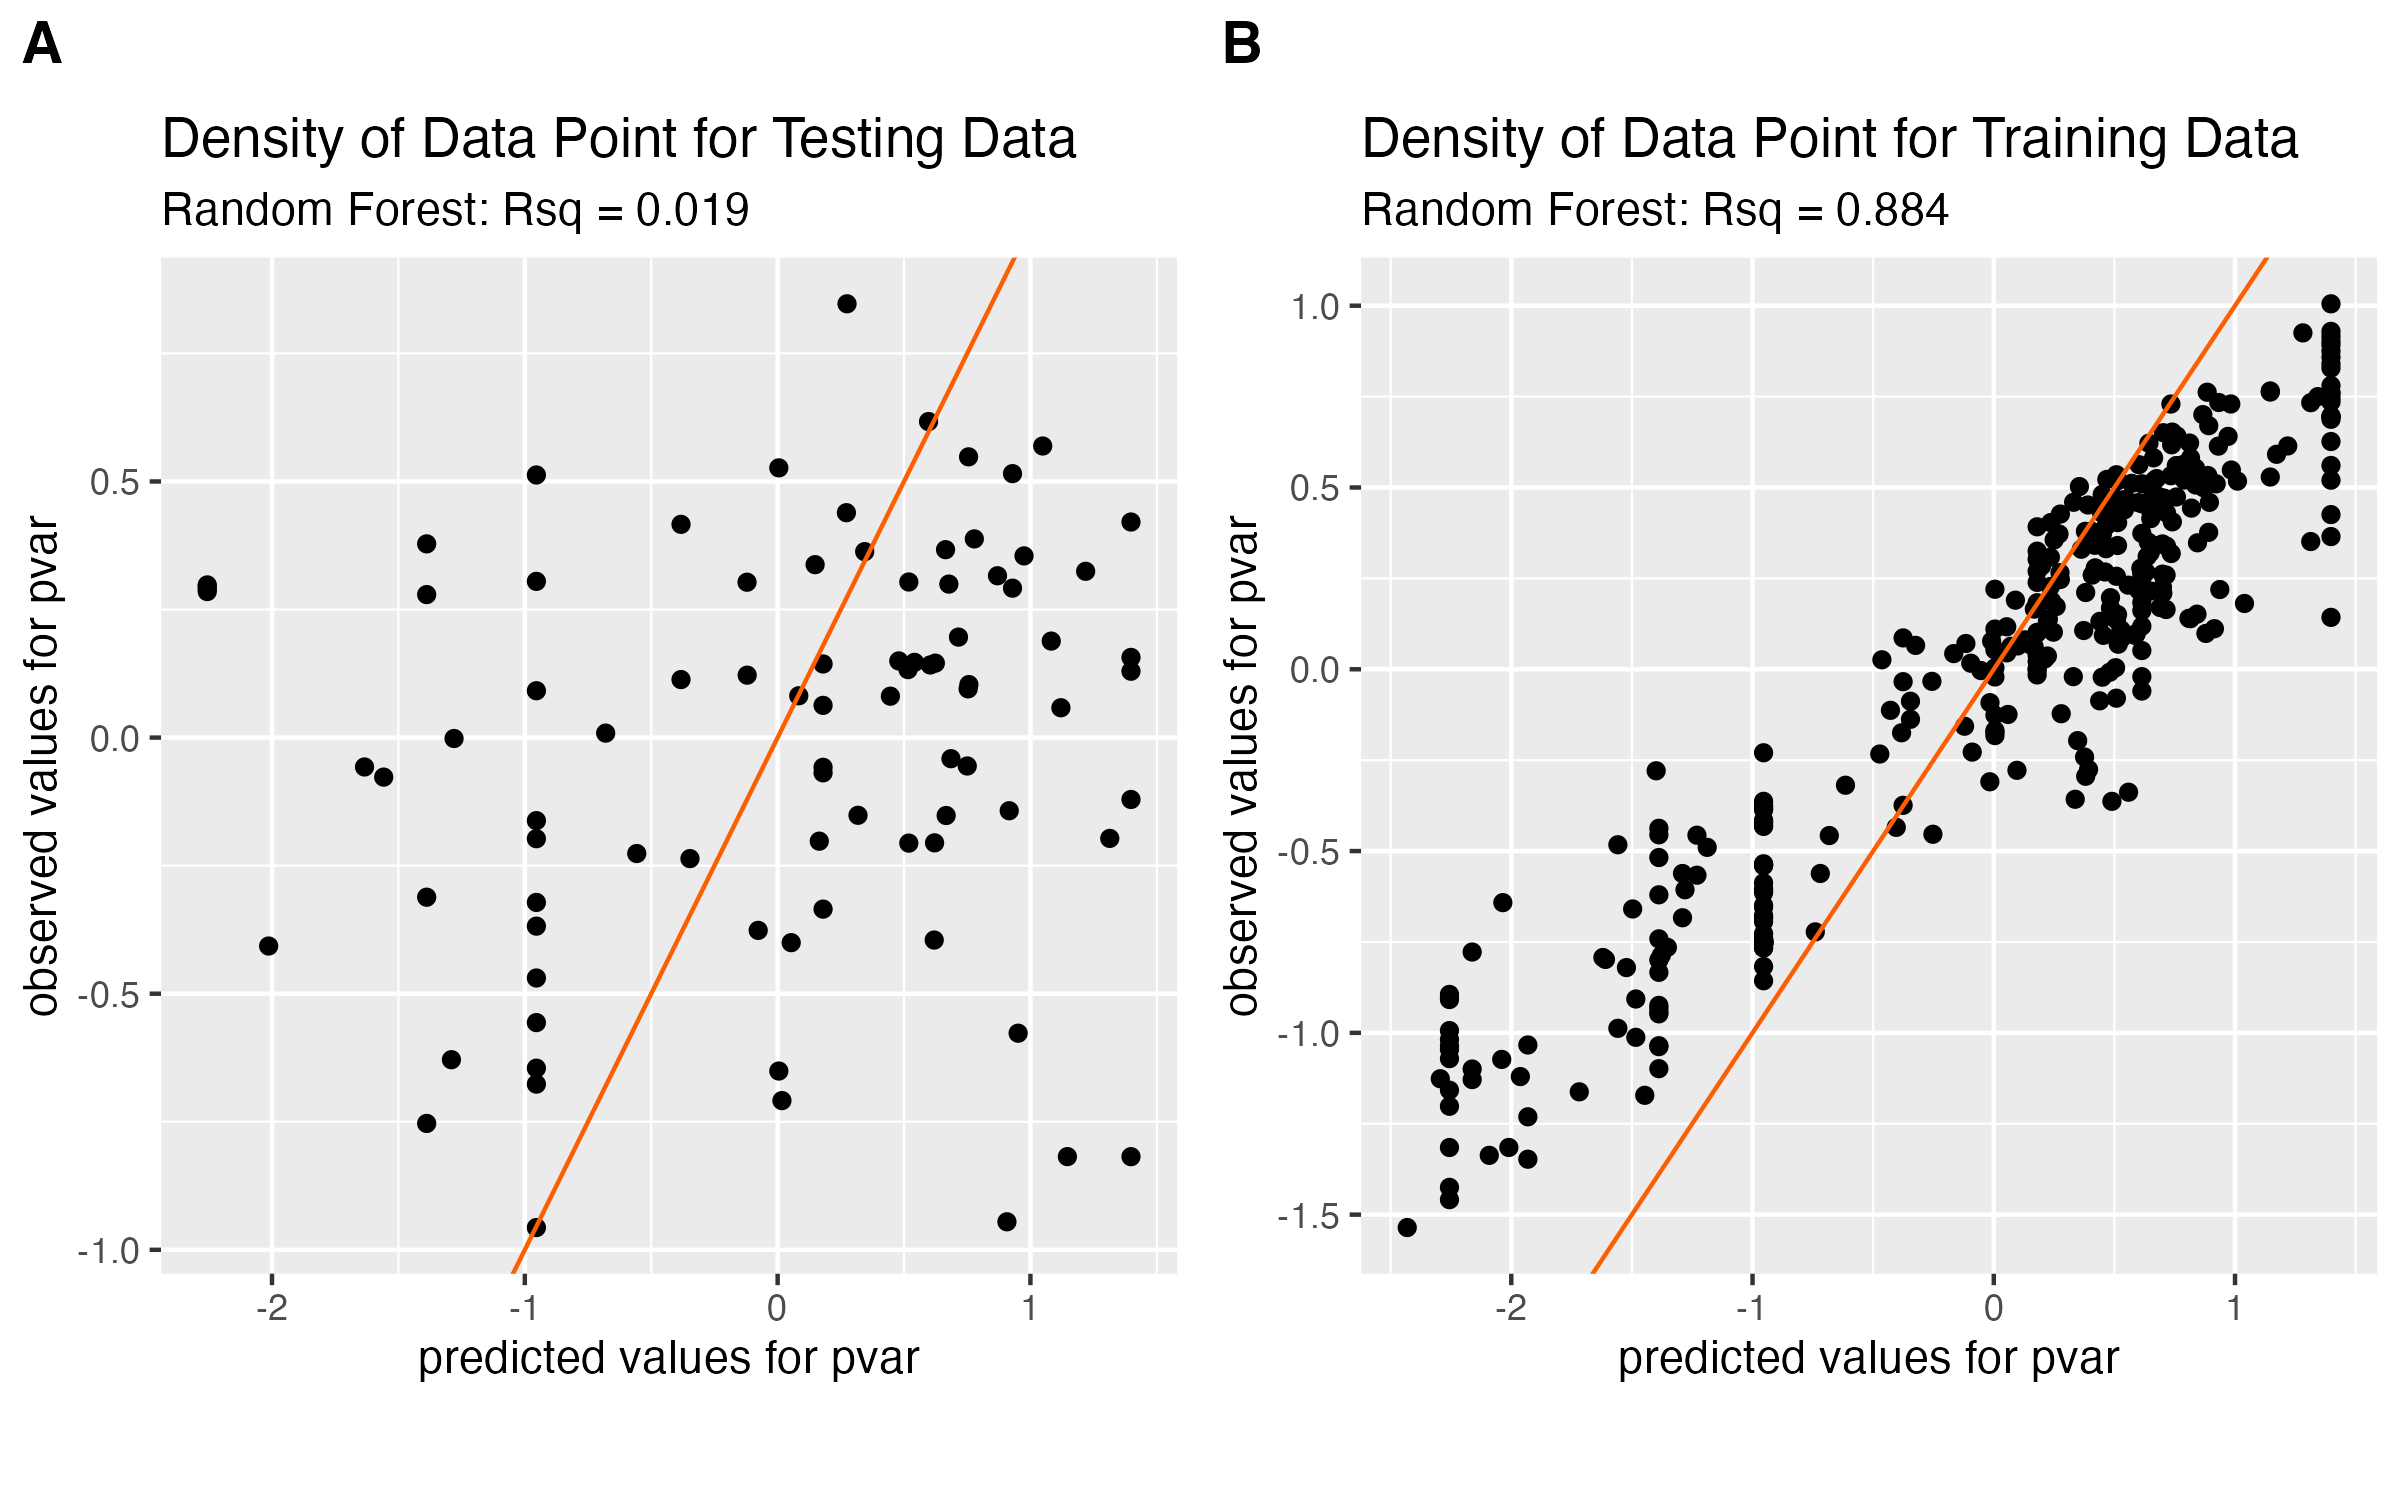 A
Density of Data Point for Testing Data
Random Forest: Rsq = 0.019
observed values for pvar
0.5
0.0
-0.5
-1.0
-2
-1
0
1
predicted values for pvar
B
Density of Data Point for Training Data
Random Forest: Rsq = 0.884
observed values for pvar
1.0
0.5
0.0
-0.5
-1.0
-1.5
-2
-1
0
1
predicted values for pvar